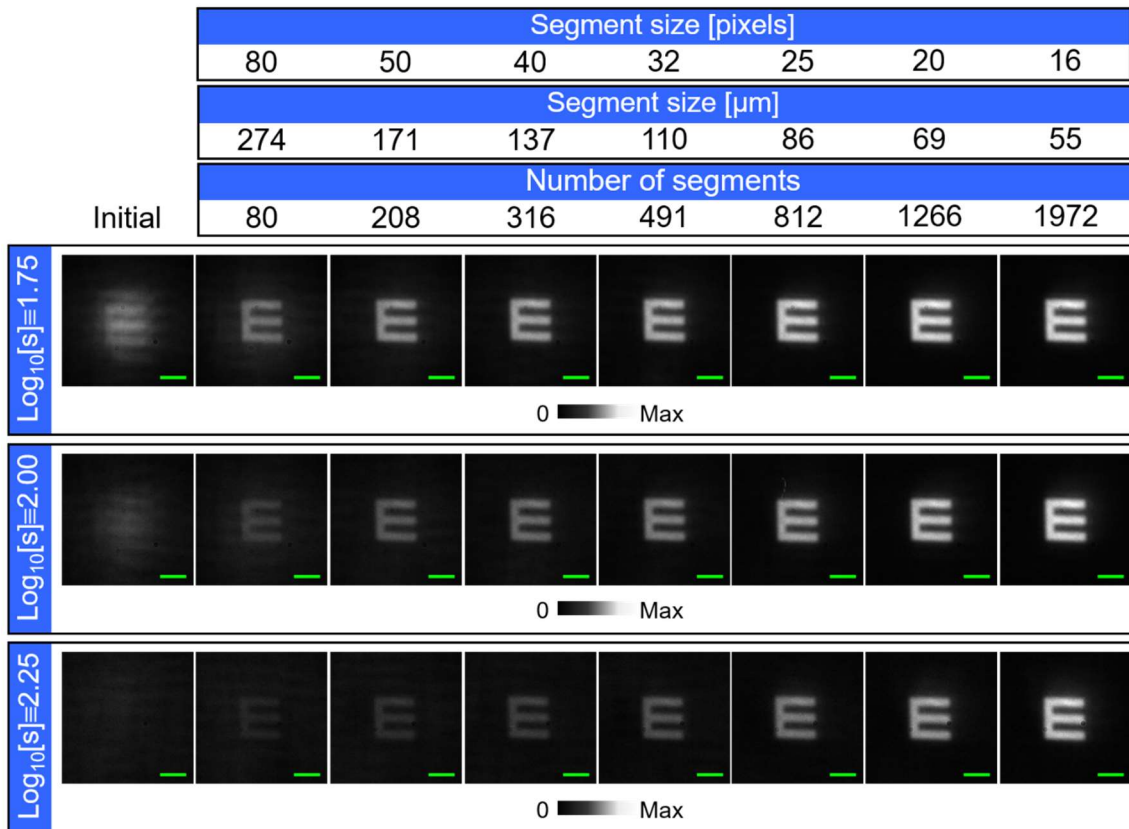 Segment size [pixels]
80 50 40 32 25 20 16
Segment size [µm]
274 171 137 110 86 69 55
Number of segments
Initial 80 208 316 491 812 1266 1972
Log₁₀[s]=1.75
E E E E E E E E
0 Max
Log₁₀[s]=2.00
E E E E E E E
0 Max
Log₁₀[s]=2.25
E E E E E E E
0 Max